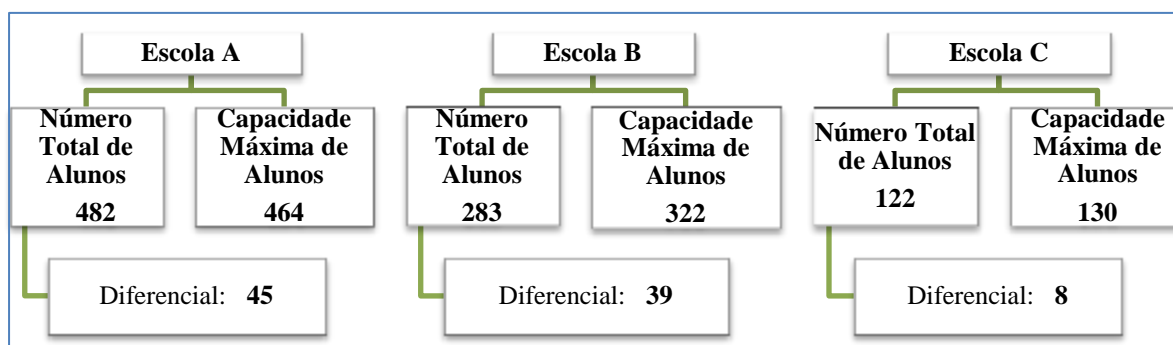 Escola A
Número
Total de
Alunos
482
Capacidade
Máxima de
Alunos
464
Diferencial: 45
Escola B
Número
Total de
Alunos
283
Capacidade
Máxima de
Alunos
322
Diferencial: 39
Escola C
Número Total
de Alunos
122
Capacidade
Máxima de
Alunos
130
Diferencial: 8